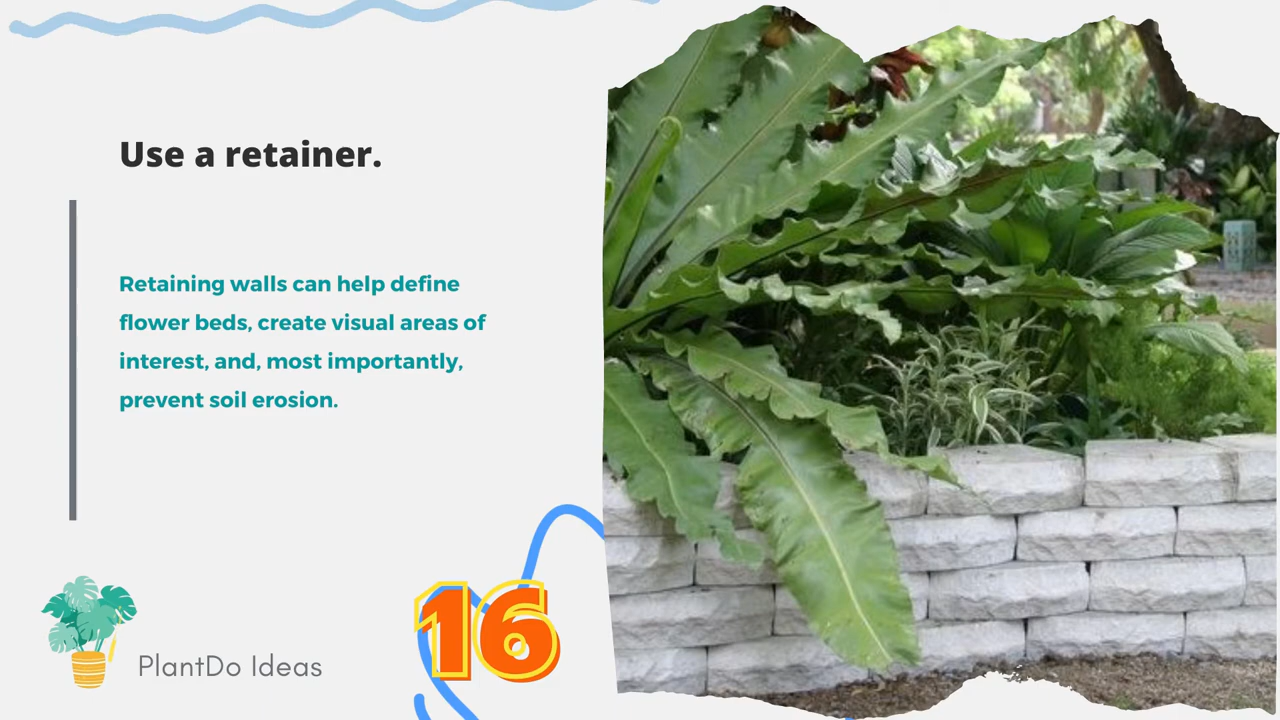 Use a retainer.
Retaining walls can help define
flower beds, create visual areas of
interest, and, most importantly,
prevent soil erosion.
PlantDo Ideas
16